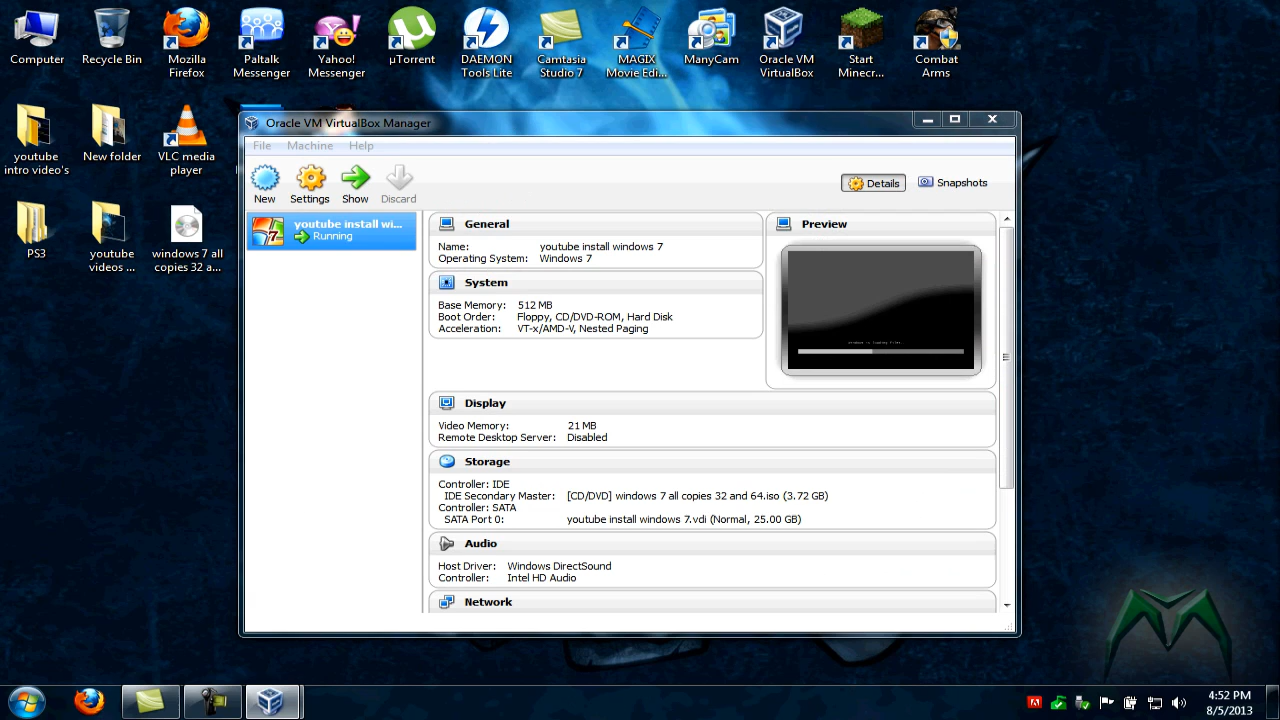 Computer
Recycle Bin
Mozilla
Firefox
Paltalk
Messenger
Yahoo!
Messenger
µTorrent
DAEMON
Tools Lite
Camtasia
Studio 7
MAGIX
Movie Edi...
ManyCam
Oracle VM
VirtualBox
Start
Minecr...
Combat
Arms
youtube
intro video's
New folder
VLC media
player
PS3
youtube
videos ...
windows 7 all
copies 32 a...
Oracle VM VirtualBox Manager
File Machine Help
New Settings Show Discard
Details Snapshots
youtube install wi...
Running
General
Name: youtube install windows 7
Operating System: Windows 7
System
Base Memory: 512 MB
Boot Order: Floppy, CD/DVD-ROM, Hard Disk
Acceleration: VT-x/AMD-V, Nested Paging
Preview
Windows is loading files...
Display
Video Memory: 21 MB
Remote Desktop Server: Disabled
Storage
Controller: IDE
IDE Secondary Master: [CD/DVD] windows 7 all copies 32 and 64.iso (3.72 GB)
Controller: SATA
SATA Port 0: youtube install windows 7.vdi (Normal, 25.00 GB)
Audio
Host Driver: Windows DirectSound
Controller: Intel HD Audio
Network
4:52 PM
8/5/2013